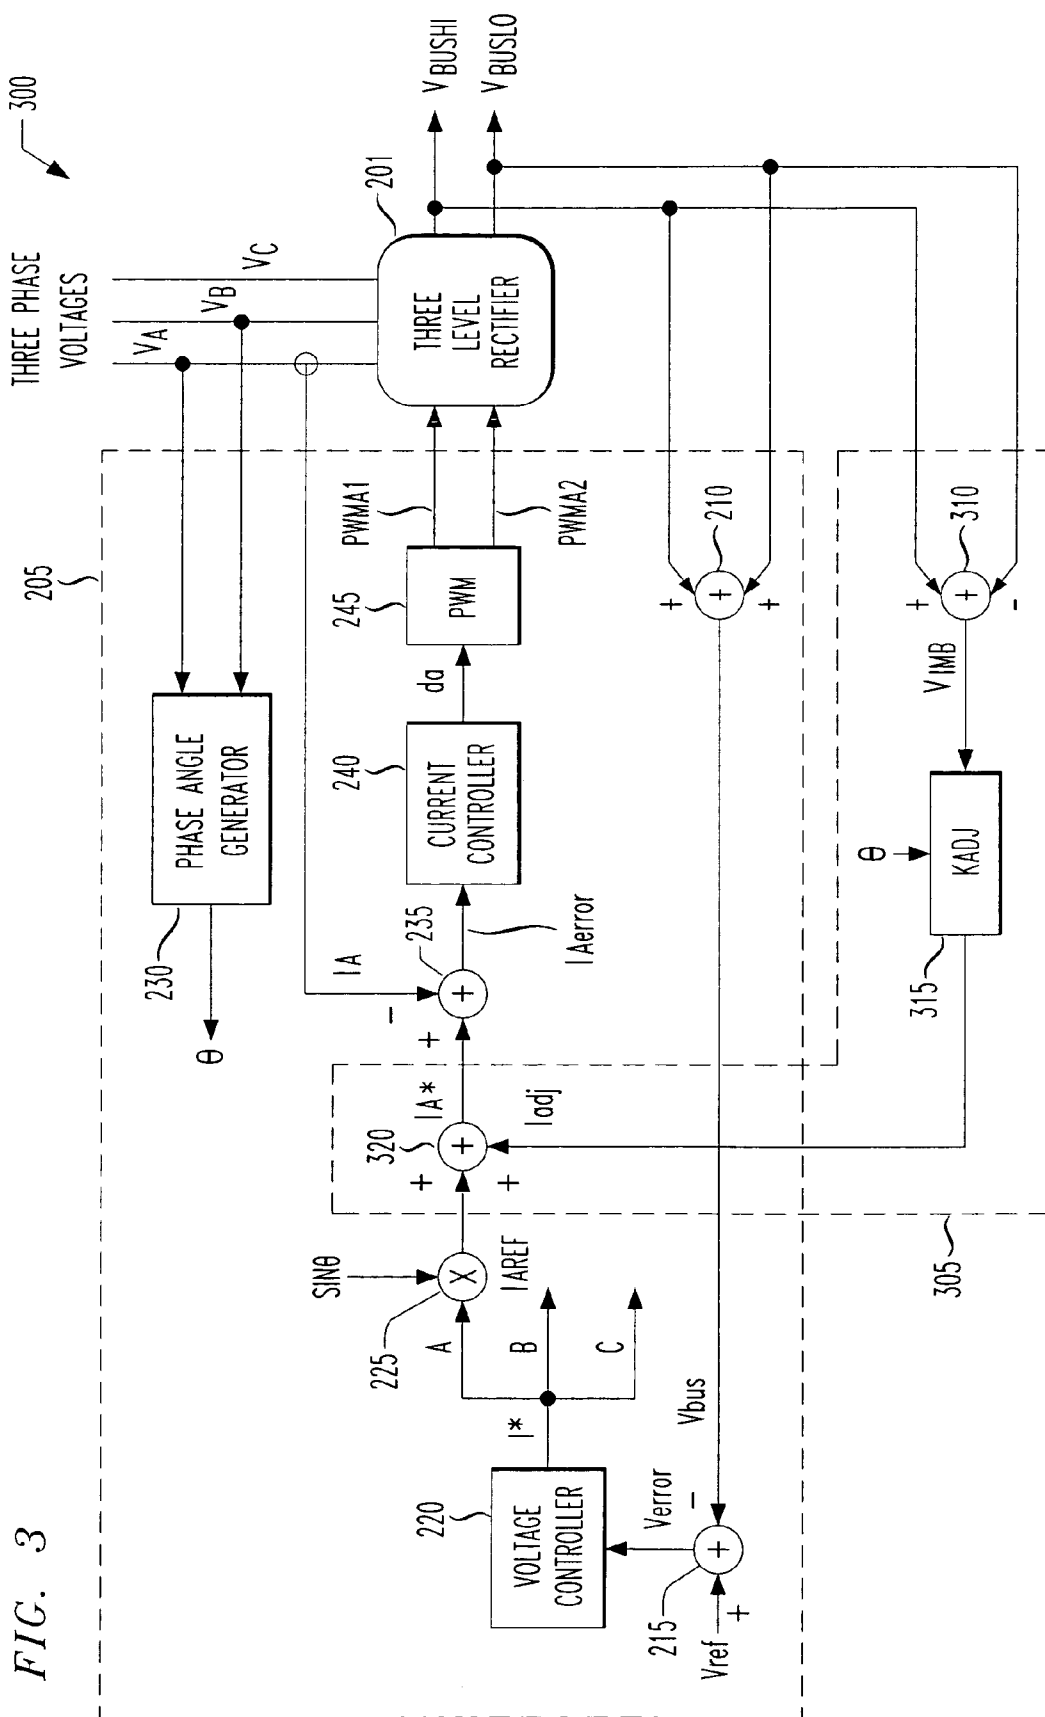 FIG. 3
300
THREE PHASE
VOLTAGES
VA
VB
VC
201
THREE
LEVEL
RECTIFIER
V BUSHI
V BUSLO
205
PHASE ANGLE
GENERATOR
230
θ
IA
-
+
235
IAerror
CURRENT
CONTROLLER
240
da
PWM
245
PWMA1
PWMA2
SINθ
X
225
IAREF
A
B
C
I*
+
+
+
320
IA*
Iadj
VOLTAGE
CONTROLLER
220
Verror
Vref
+
+
-
215
Vbus
+
+
+
210
+
+
-
310
VIMB
θ
KADJ
315
305